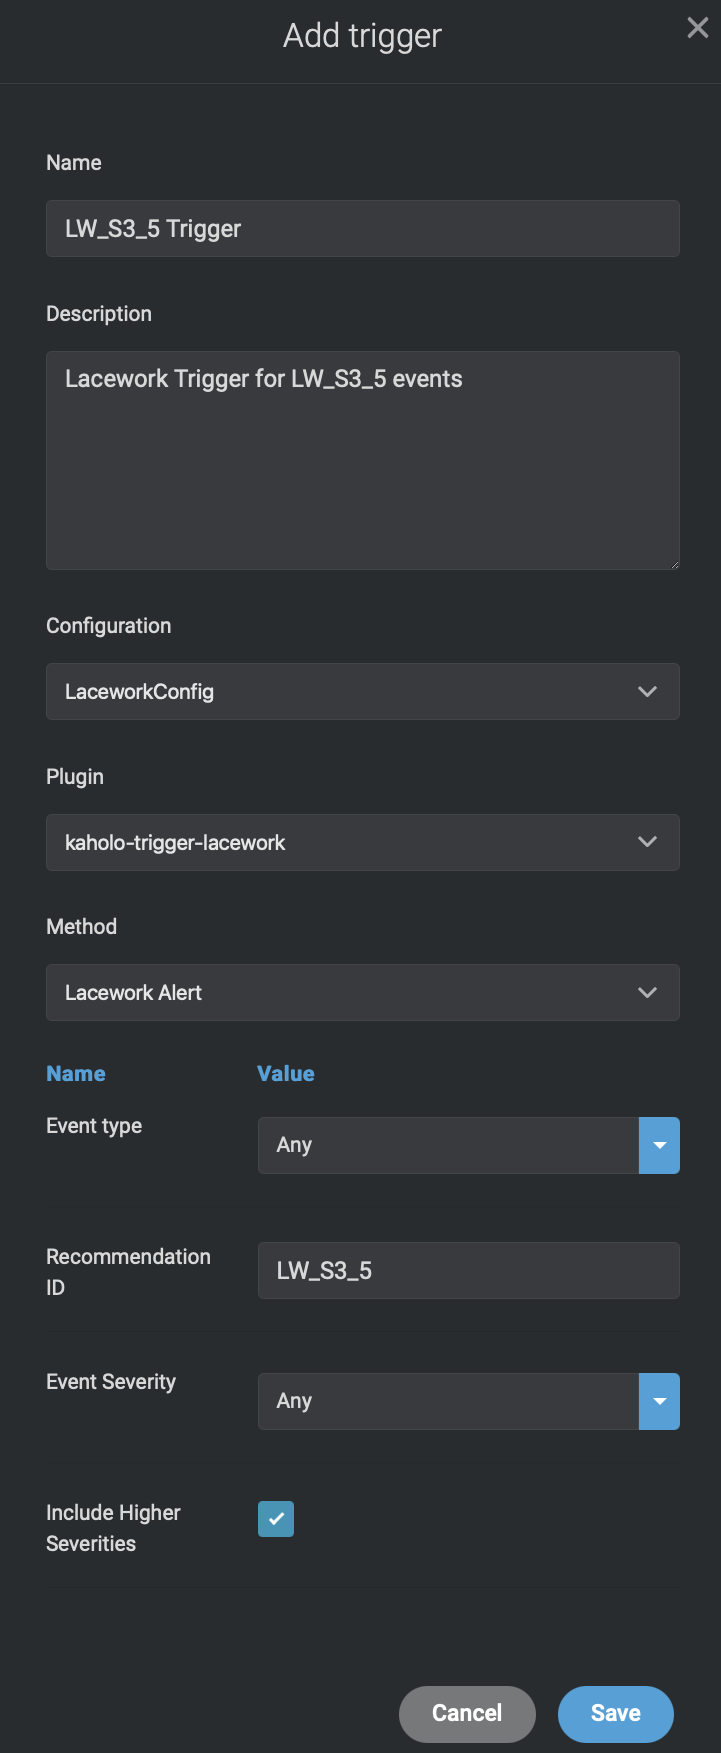 Add trigger
Name
LW_S3_5 Trigger
Description
Lacework Trigger for LW_S3_5 events
Configuration
LaceworkConfig
Plugin
kaholo-trigger-lacework
Method
Lacework Alert
Name Value
Event type Any
Recommendation
ID
LW_S3_5
Event Severity Any
Include Higher
Severities
Cancel Save